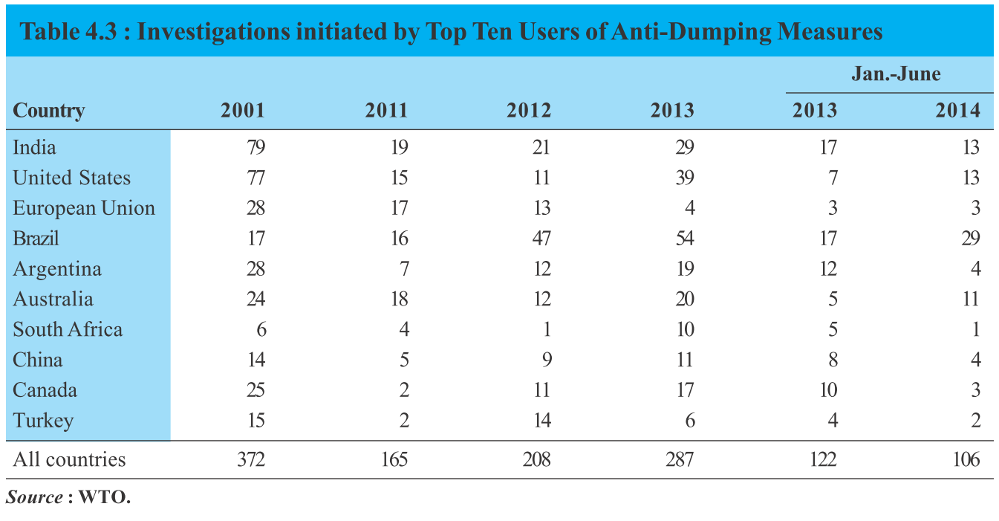 Table 4.3 : Investigations initiated by Top Ten Users of Anti-Dumping Measures
Jan.-June
Country 2001 2011 2012 2013 2013 2014
India 79 19 21 29 17 13
United States 77 15 11 39 7 13
European Union 28 17 13 4 3 3
Brazil 17 16 47 54 17 29
Argentina 28 7 12 19 12 4
Australia 24 18 12 20 5 11
South Africa 6 4 1 10 5 1
China 14 5 9 11 8 4
Canada 25 2 11 17 10 3
Turkey 15 2 14 6 4 2
All countries 372 165 208 287 122 106
Source : WTO.